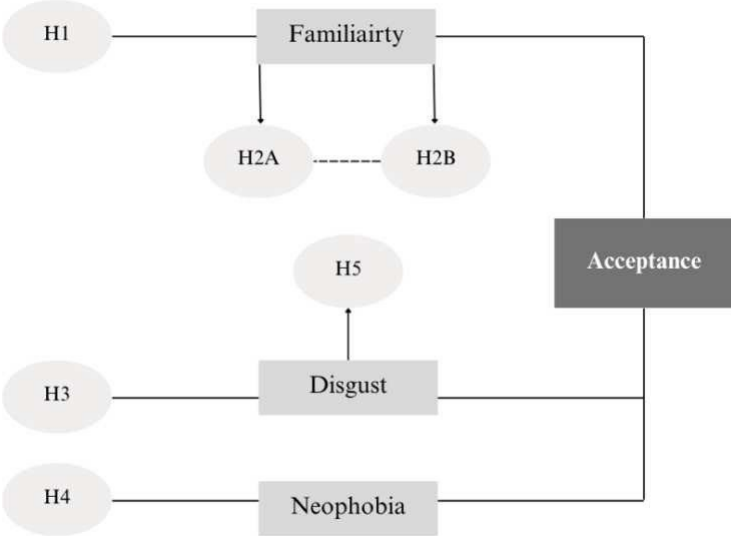 H1
Familiairty
H2A
H2B
H5
Acceptance
H3
Disgust
H4
Neophobia